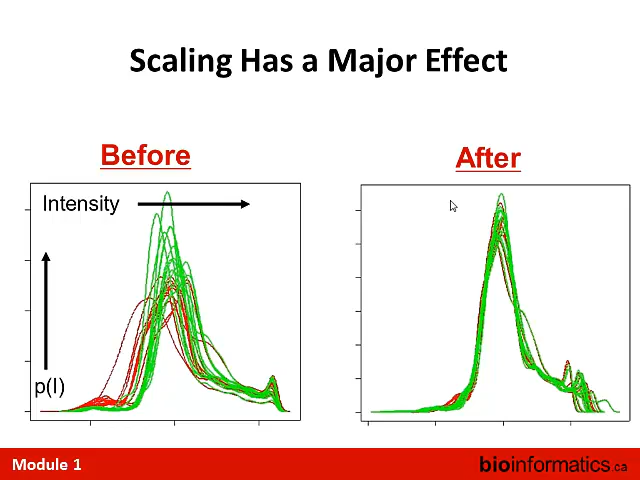 Scaling Has a Major Effect
Before
After
Intensity
p(I)
Module 1
bioinformatics.ca